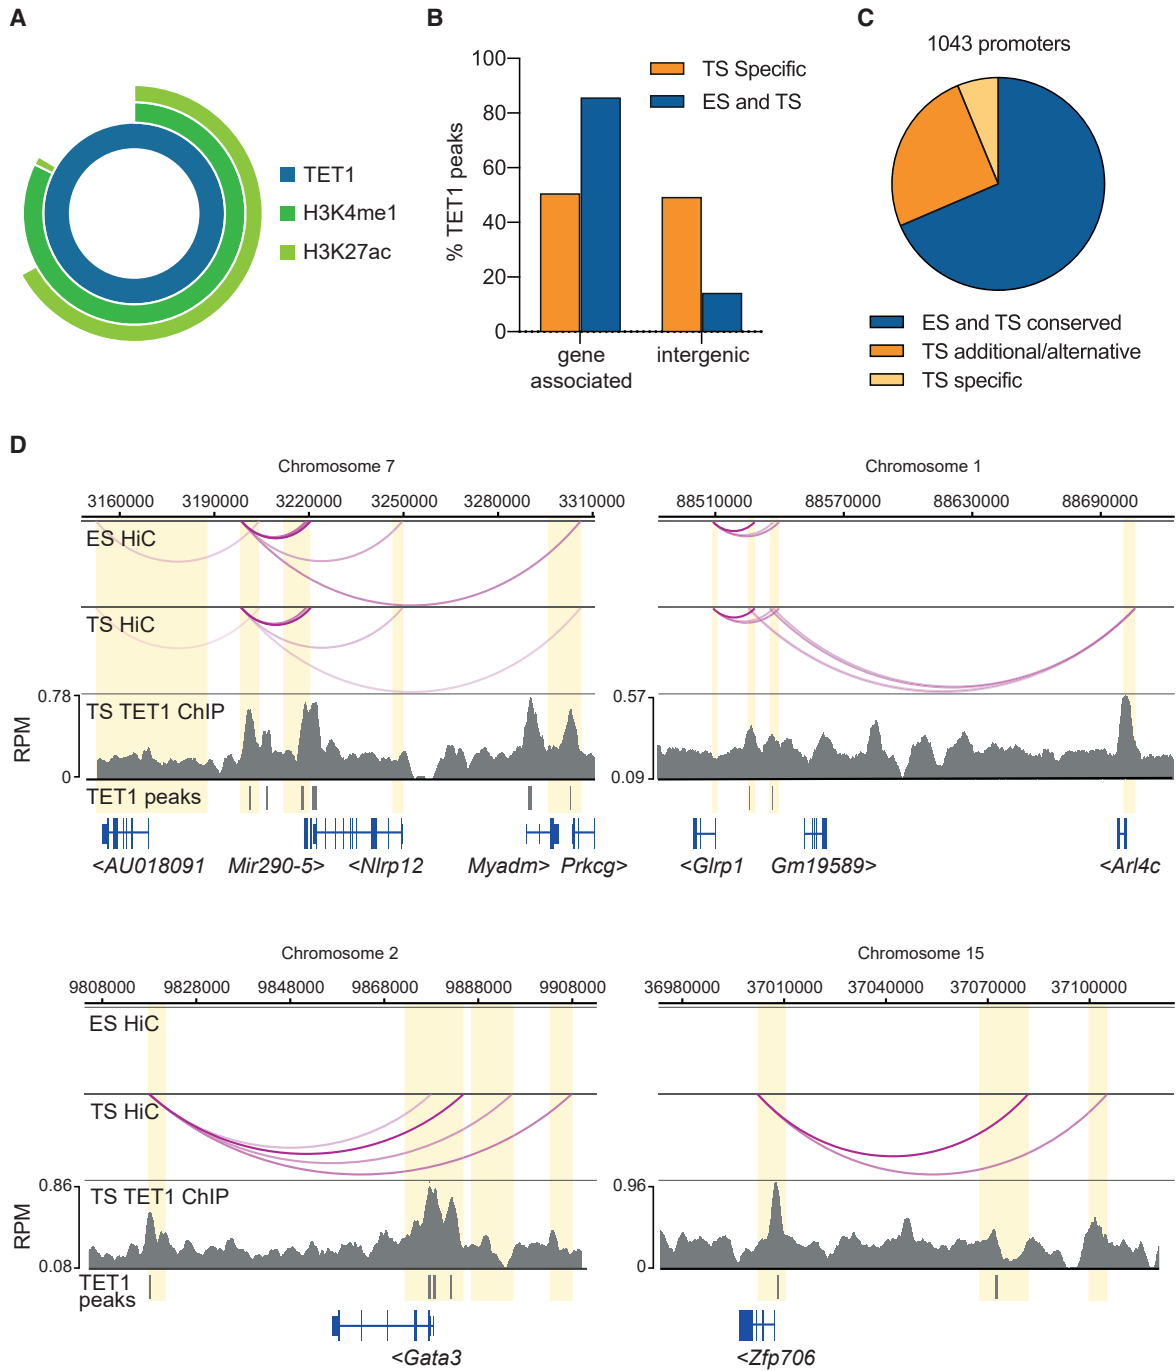 A
TET1
H3K4me1
H3K27ac
B
% TET1 peaks
100
80
60
40
20
0
TS Specific
ES and TS
gene associated
intergenic
C
1043 promoters
ES and TS conserved
TS additional/alternative
TS specific
D
Chromosome 7
3160000 3190000 3220000 3250000 3280000 3310000
ES HiC
TS HiC
0.78
TS TET1 ChIP
RPM
0
TET1 peaks
<AU018091 Mir290-5> <Nlrp12 Myadm> Prkcg>
Chromosome 1
88510000 88570000 88630000 88690000
0.57
0.09
<Glrp1 Gm19589> <Arl4c
Chromosome 2
9808000 9828000 9848000 9868000 9888000 9908000
ES HiC
TS HiC
0.86
TS TET1 ChIP
RPM
0.08
TET1
peaks
<Gata3
Chromosome 15
36980000 37010000 37040000 37070000 37100000
0.96
0
<Zfp706